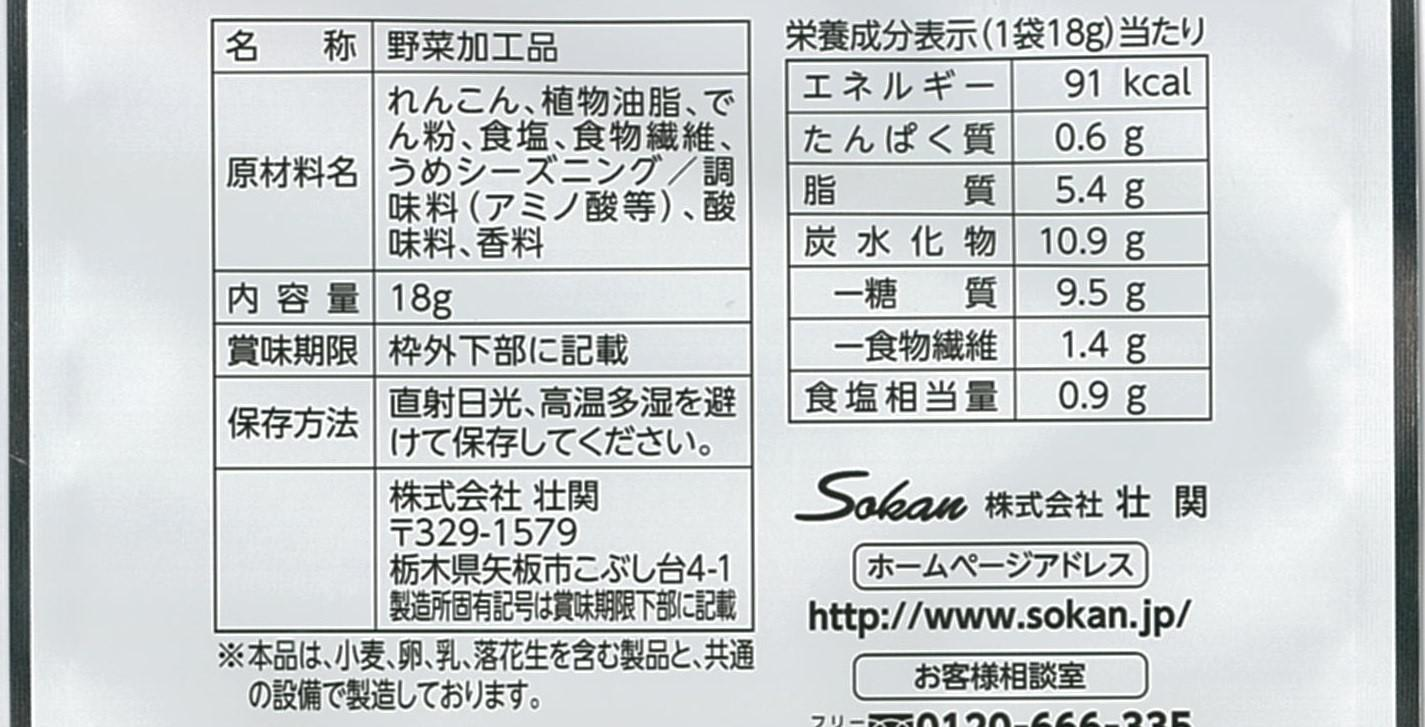 名 称 野菜加工品
原材料名
れんこん、植物油脂、で
ん粉、食塩、食物繊維、
うめシーズニング／調
味料(アミノ酸等)、酸
味料、香料
内容量 18g
賞味期限 枠外下部に記載
保存方法
直射日光、高温多湿を避
けて保存してください。
株式会社 壮関
〒329-1579
栃木県矢板市こぶし台4-1
製造所固有記号は賞味期限下部に記載
※本品は、小麦、卵、乳、落花生を含む製品と、共通
の設備で製造しております。
栄養成分表示(1袋18g)当たり
エネルギー 91 kcal
たんぱく質 0.6 g
脂質 5.4 g
炭水化物 10.9 g
ー糖質 9.5 g
ー食物繊維 1.4 g
食塩相当量 0.9 g
Sokan 株式会社 壮関
ホームページアドレス
http://www.sokan.jp/
お客様相談室
フリー 0120-666-335